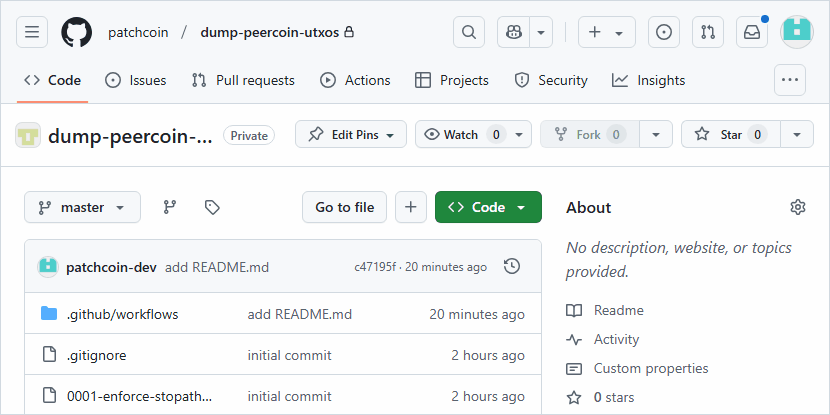 patchcoin / dump-peercoin-utxos
Code Issues Pull requests Actions Projects Security Insights
dump-peercoin-... Private Edit Pins Watch 0 Fork 0 Star 0
master Go to file Code About
patchcoin-dev add README.md c47195f · 20 minutes ago
No description, website, or topics
provided.
.github/workflows add README.md 20 minutes ago
.gitignore initial commit 2 hours ago
0001-enforce-stopath... initial commit 2 hours ago
Readme
Activity
Custom properties
0 stars